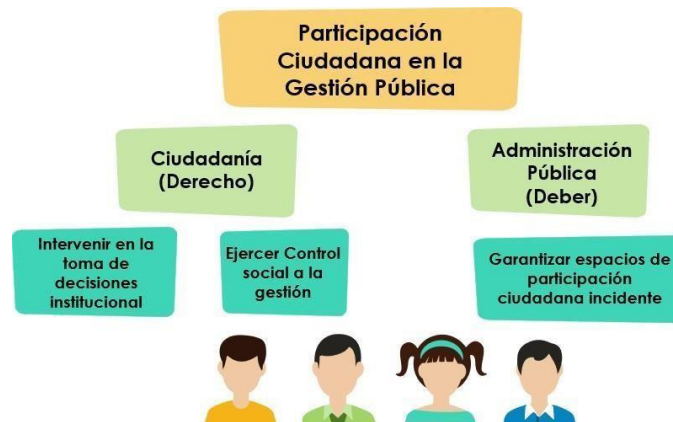 Participación
Ciudadana en la
Gestión Pública
Ciudadanía
(Derecho)
Administración
Pública
(Deber)
Intervenir en la
toma de
decisiones
institucional
Ejercer Control
social a la
gestión
Garantizar espacios de
participación
ciudadana incidente